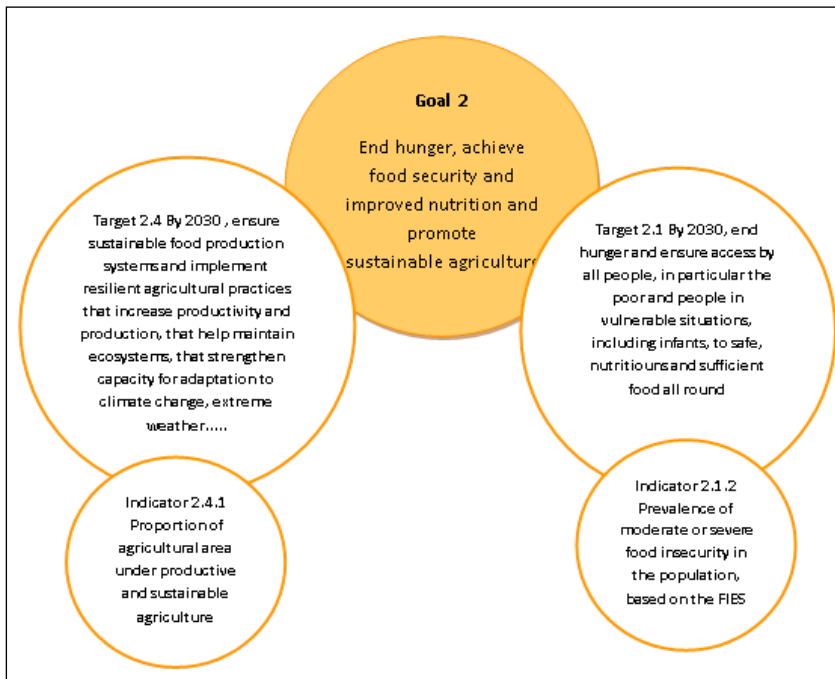 Goal 2
End hunger, achieve
food security and
improved nutrition and
promote
sustainable agriculture
Target 2.4 By 2030 , ensure
sustainable food production
systems and implement
resilient agricultural practices
that increase productivity and
production, that help maintain
ecosystems, that strengthen
capacity for adaptation to
climate change, extreme
weather.....
Target 2.1 By 2030, end
hunger and ensure access by
all people, in particular the
poor and people in
vulnerable situations,
including infants, to safe,
nutritiouns and sufficient
food all round
Indicator 2.4.1
Proportion of
agricultural area
under productive
and sustainable
agriculture
Indicator 2.1.2
Prevalence of
moderate or severe
food insecurity in
the population,
based on the FIES